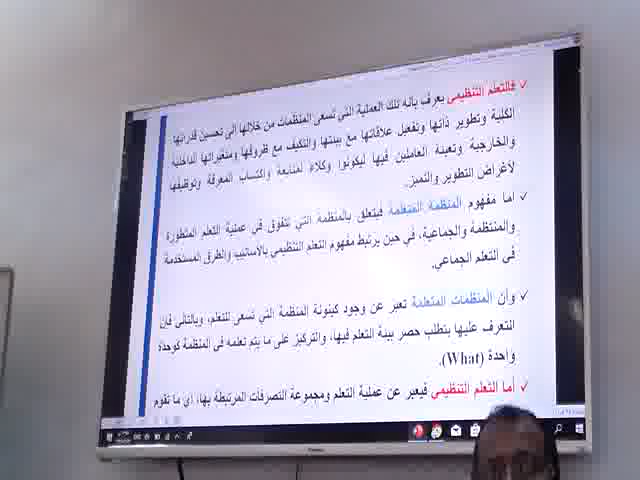 ✓ فالتعلم التنظيمي يعرف بأنه تلك العملية التي تسعى المنظمات من خلالها الى تحسين قدراتها
الكلية وتطوير ذاتها وتفعيل علاقاتها مع بيئتها والتكيف مع ظروفها ومتغيراتها الداخلية
والخارجية وتعبئة العاملين فيها ليكونوا وكلاء لمتابعة واكتساب المعرفة وتوظيفها
لأغراض التطوير والتميز.
✓ أما مفهوم المنظمة المتعلمة فيتعلق بالمنظمة التي تتفوق في عملية التعلم المتطورة
والمنتظمة والجماعية، في حين يرتبط مفهوم التعلم التنظيمي بالأساليب والطرق المستخدمة
في التعلم الجماعي.
✓ وأن المنظمات المتعلمة تعبر عن وجود كينونة المنظمة التي تسعى للتعلم، وبالتالي فإن
التعرف عليها يتطلب حصر بيئة التعلم فيها، والتركيز على ما يتم تعلمه في المنظمة كوحدة
واحدة (What).
✓ أما التعلم التنظيمي فيعبر عن عملية التعلم ومجموعة التصرفات المرتبطة بها، أي ما تقوم